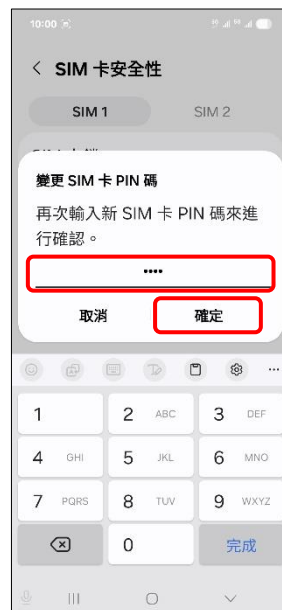 10:00
SIM 卡安全性
SIM 1 SIM 2
變更 SIM 卡 PIN 碼
再次輸入新 SIM 卡 PIN 碼來進
行確認。
••••
取消 確定
1 2 ABC 3 DEF
4 GHI 5 JKL 6 MNO
7 PQRS 8 TUV 9 WXYZ
0 完成